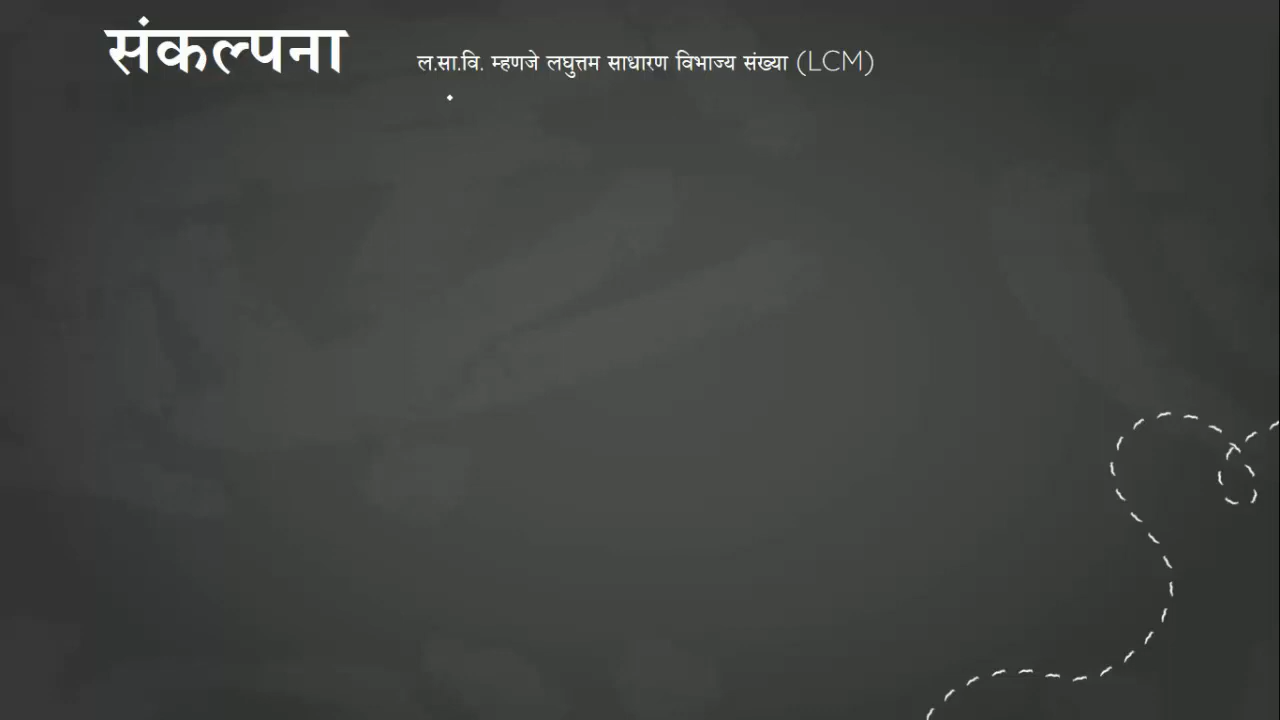 संकल्पना
ल.सा.वि. म्हणजे लघुत्तम साधारण विभाज्य संख्या (LCM)